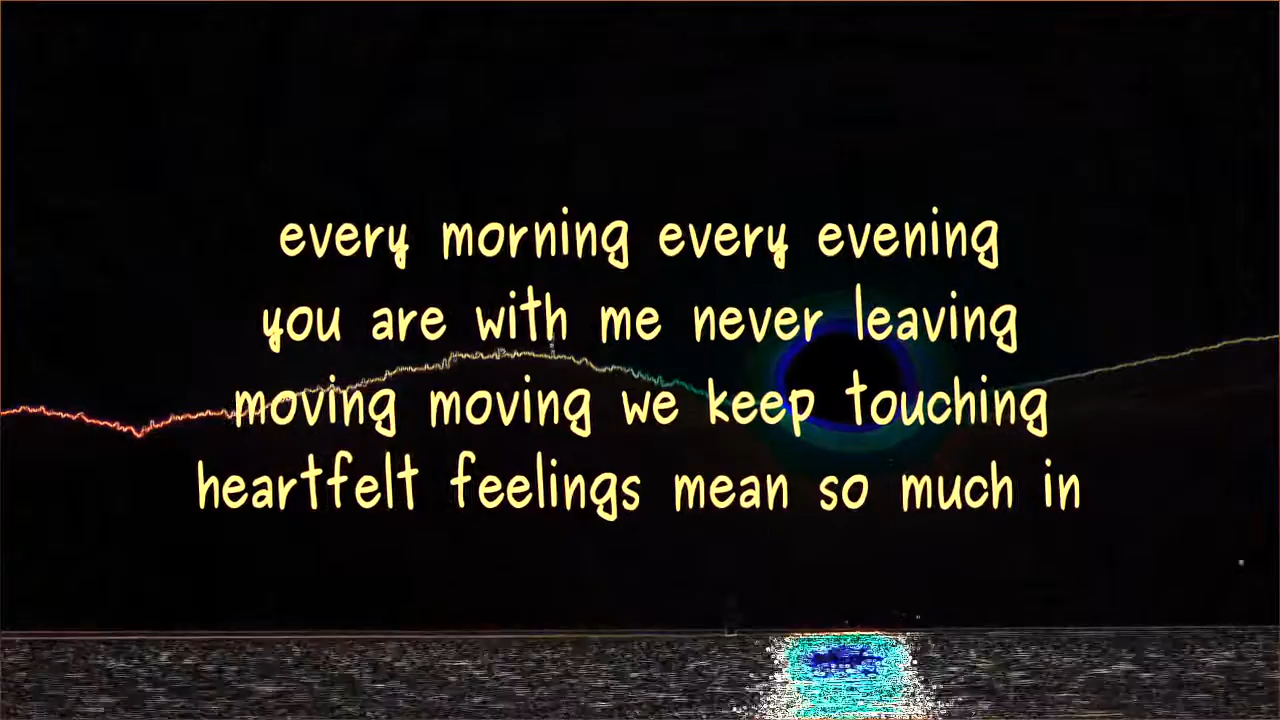 every morning every evening
you are with me never leaving
moving moving we keep touching
heartfelt feelings mean so much in